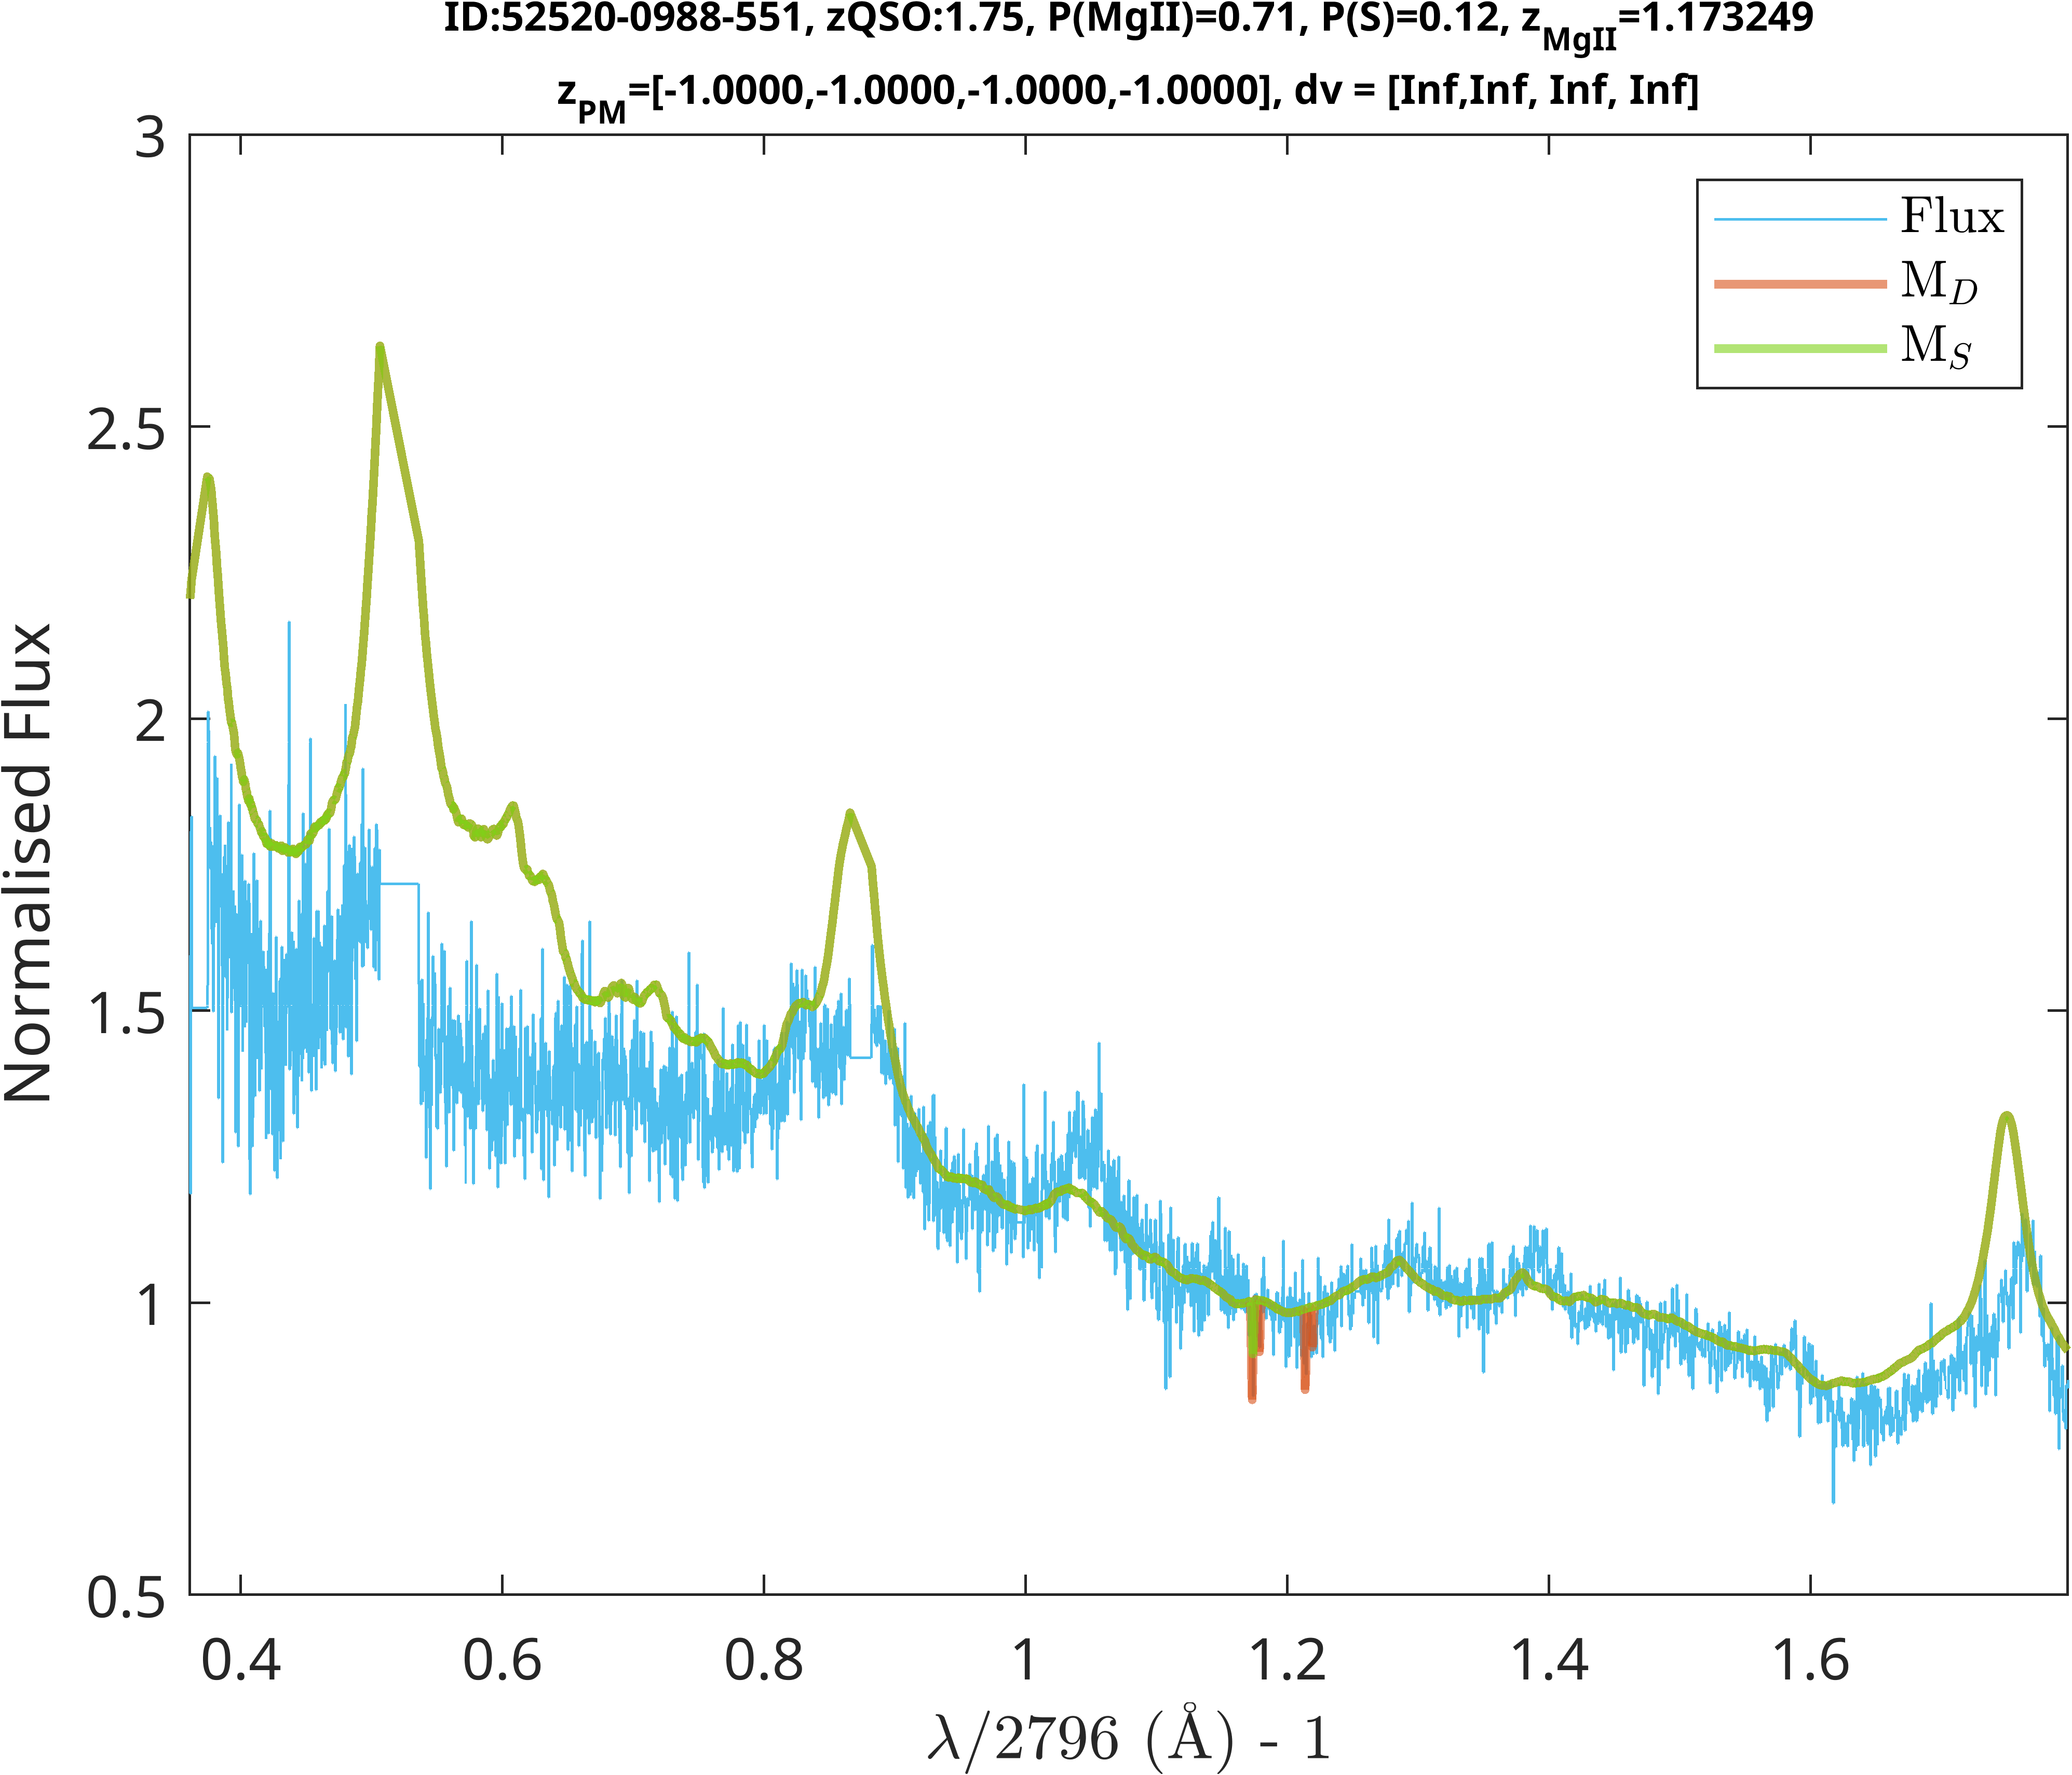 ID:52520-0988-551, zQSO:1.75, P(MgII)=0.71, P(S)=0.12, zMgII=1.173249
zPM=[-1.0000,-1.0000,-1.0000,-1.0000], dv = [Inf,Inf, Inf, Inf]
3
2.5
2
1.5
1
0.5
Normalised Flux
Flux
MD
MS
0.4 0.6 0.8 1 1.2 1.4 1.6
λ/2796 (Å) - 1